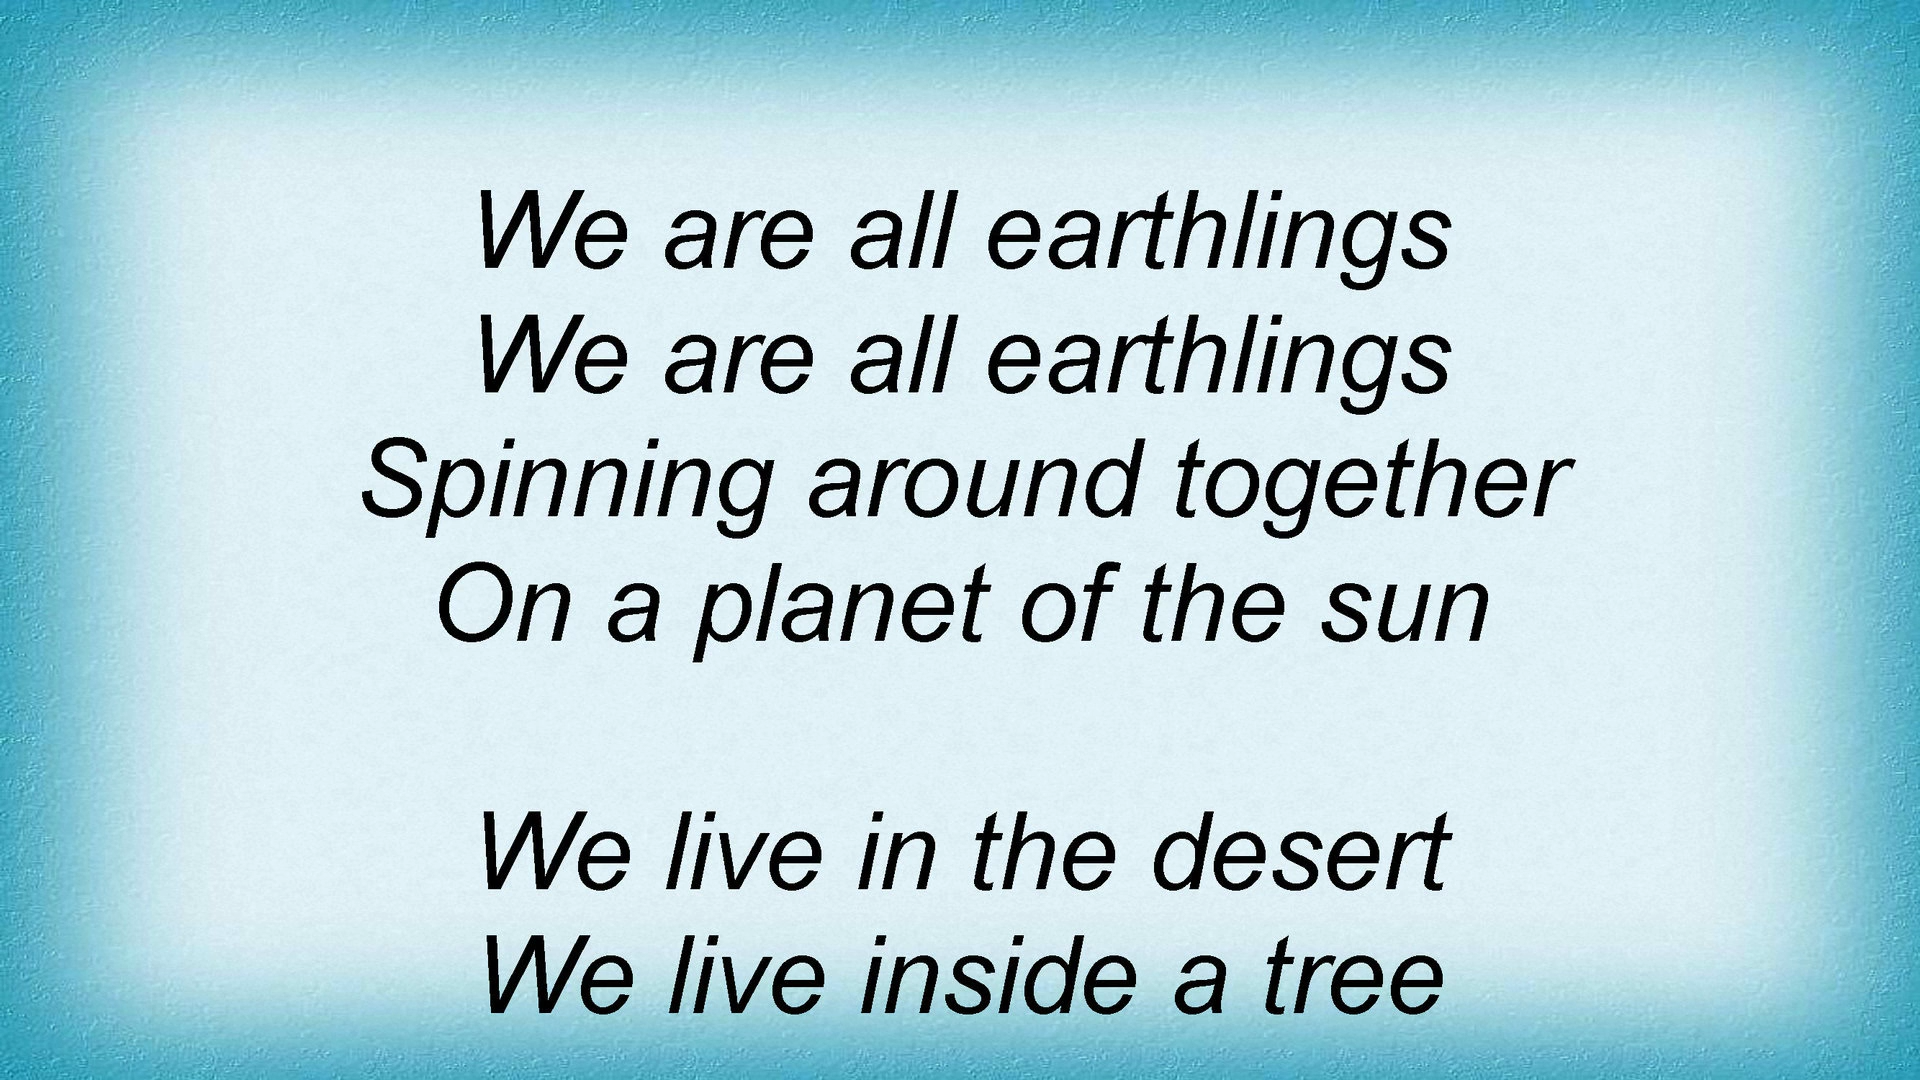 We are all earthlings
We are all earthlings
Spinning around together
On a planet of the sun
We live in the desert
We live inside a tree